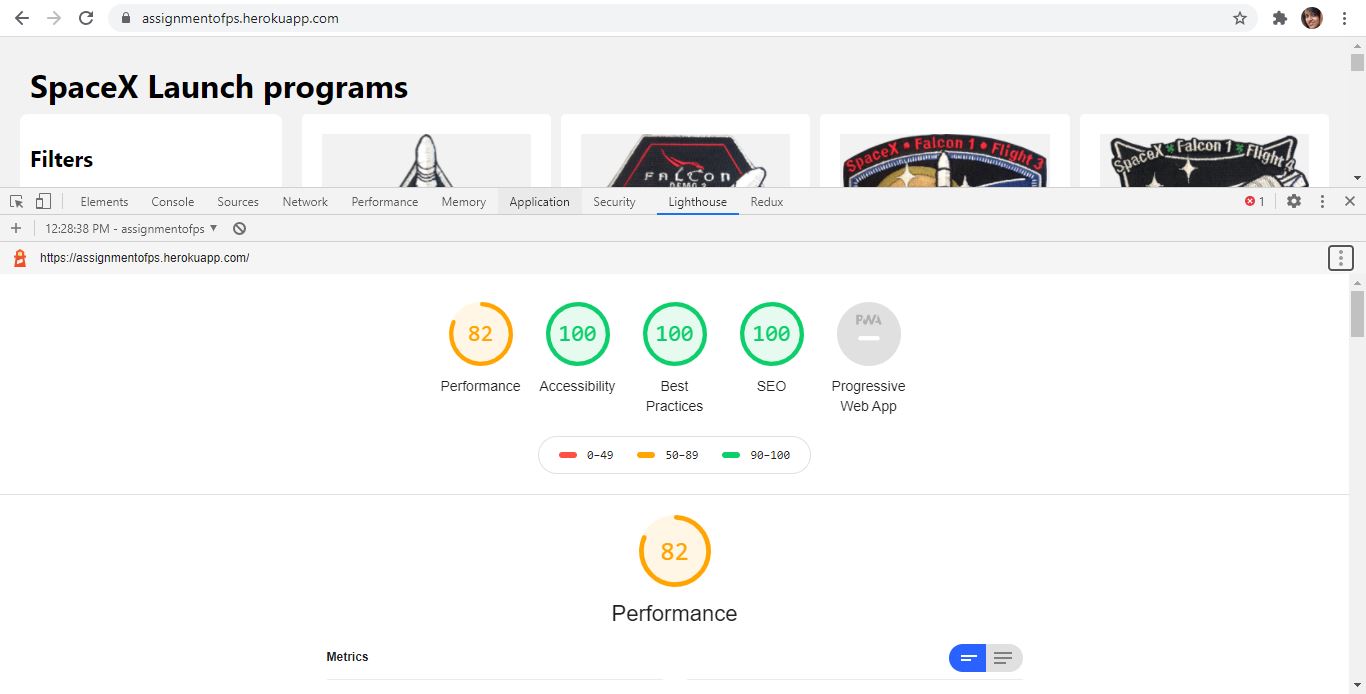 assignmentofps.herokuapp.com
SpaceX Launch programs
Filters
FALCON
DEMO 2
SpaceX • Falcon 1 • Flight 3
SpaceX Falcon 1 Flight 4
Elements Console Sources Network Performance Memory Application Security Lighthouse Redux 1
12:28:38 PM - assignmentofps
https://assignmentofps.herokuapp.com/
82 100 100 100 PWA
Performance Accessibility Best Practices SEO Progressive Web App
0–49 50–89 90–100
82
Performance
Metrics